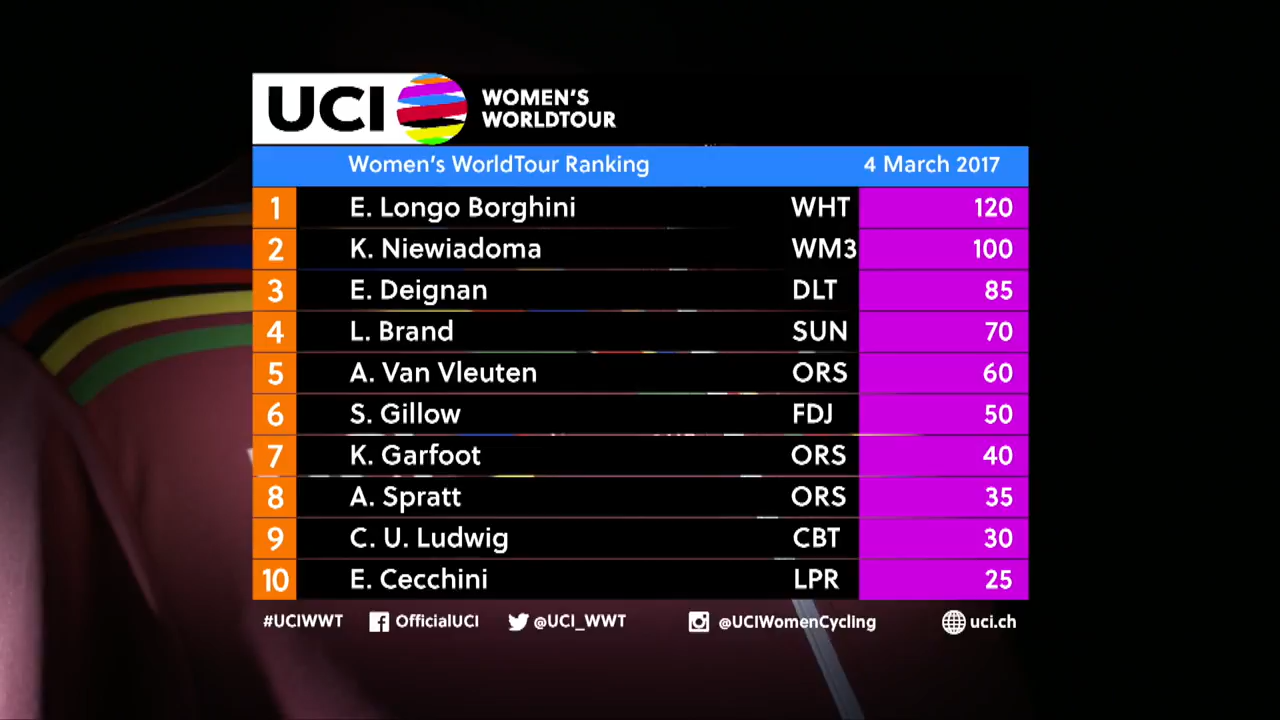 UCI WOMEN'S
WORLDTOUR
Women's WorldTour Ranking 4 March 2017
1 E. Longo Borghini WHT 120
2 K. Niewiadoma WM3 100
3 E. Deignan DLT 85
4 L. Brand SUN 70
5 A. Van Vleuten ORS 60
6 S. Gillow FDJ 50
7 K. Garfoot ORS 40
8 A. Spratt ORS 35
9 C. U. Ludwig CBT 30
10 E. Cecchini LPR 25
#UCIWWT OfficialUCI @UCI_WWT @UCIWomenCycling uci.ch